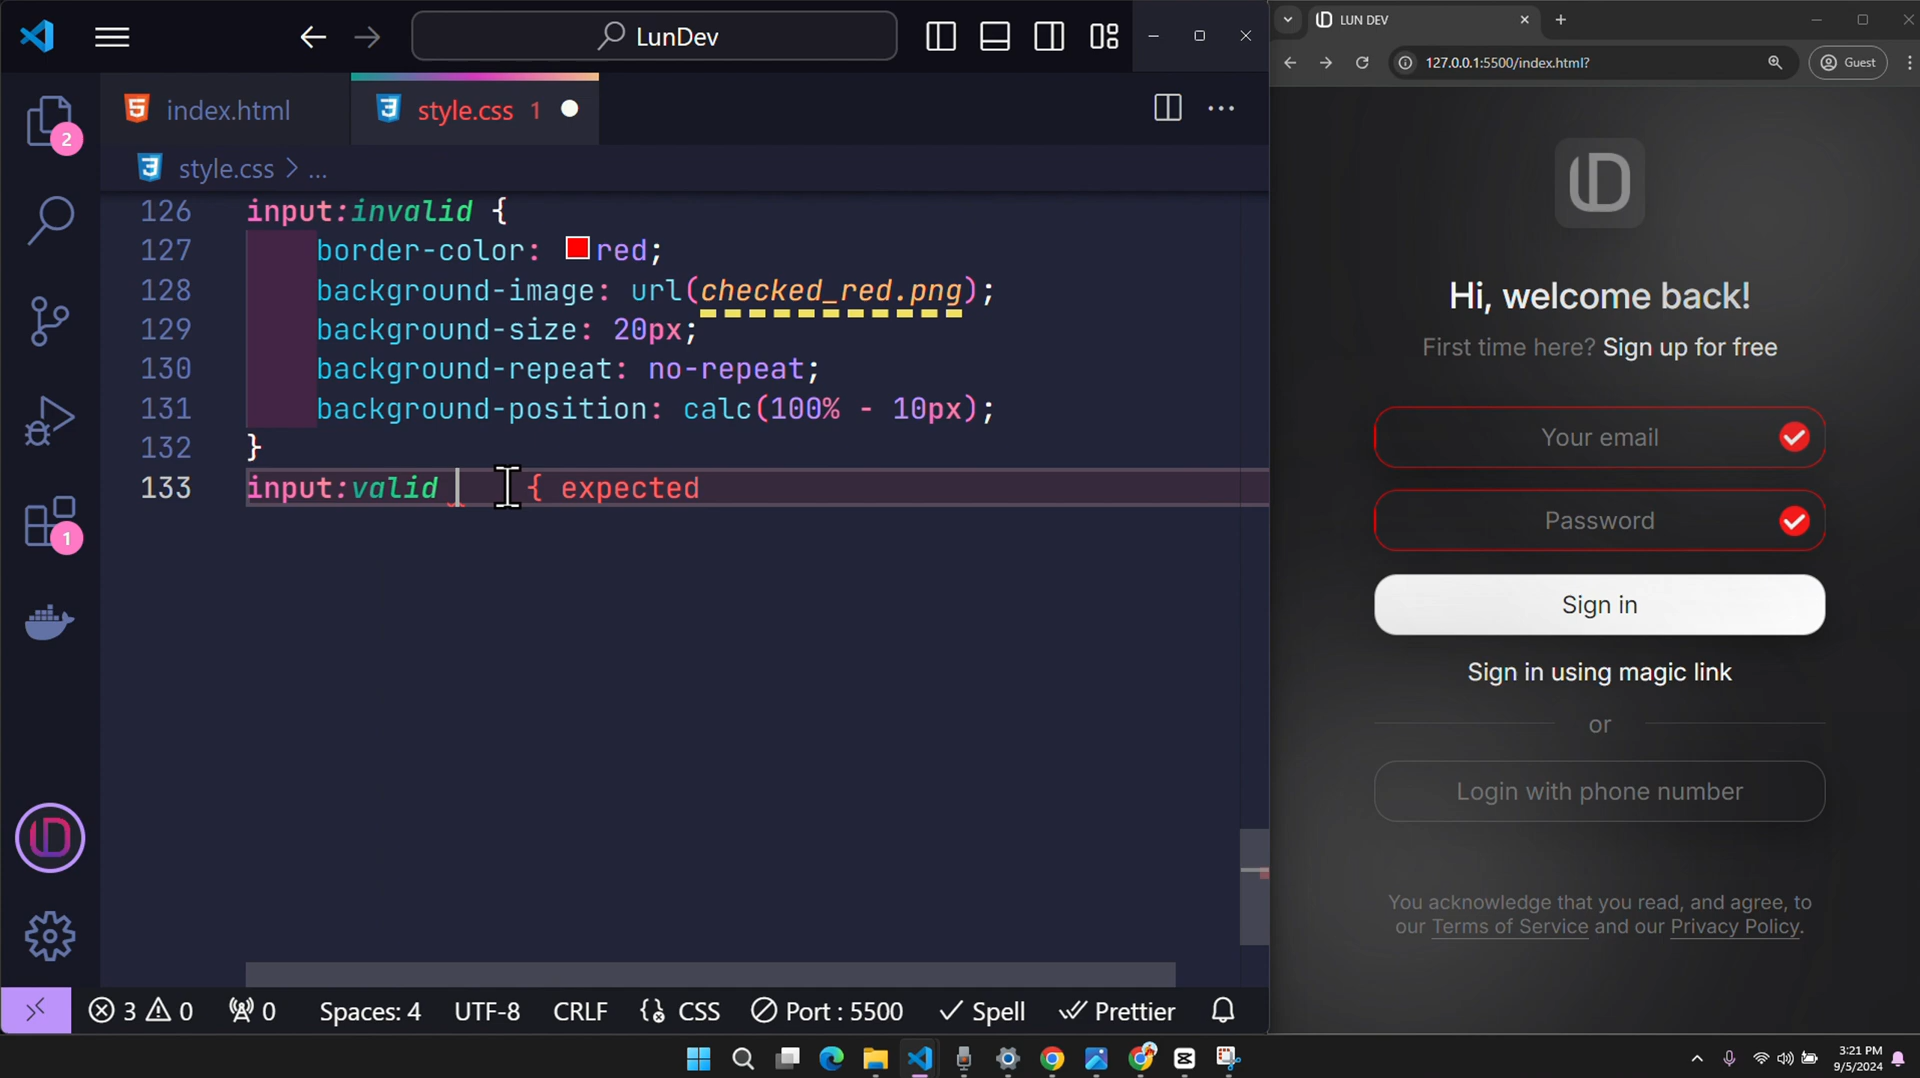 LunDev
index.html
style.css 1
style.css > ...
126 input:invalid {
127 border-color: red;
128 background-image: url(checked_red.png);
129 background-size: 20px;
130 background-repeat: no-repeat;
131 background-position: calc(100% - 10px);
132 }
133 input:valid { expected
2
1
3 0 0 Spaces: 4 UTF-8 CRLF CSS Port : 5500 Spell Prettier
LUN DEV
127.0.0.1:5500/index.html?
Guest
Hi, welcome back!
First time here? Sign up for free
Your email
Password
Sign in
Sign in using magic link
or
Login with phone number
You acknowledge that you read, and agree, to
our Terms of Service and our Privacy Policy.
3:21 PM
9/5/2024